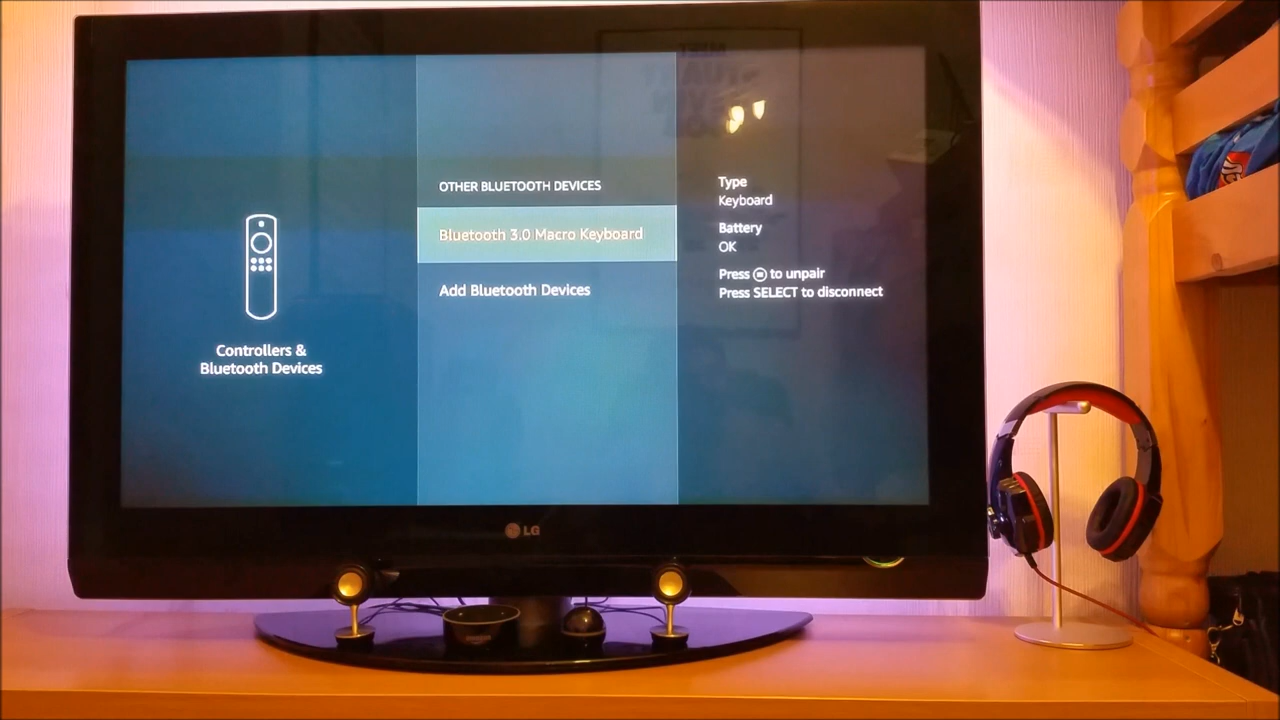 OTHER BLUETOOTH DEVICES
Bluetooth 3.0 Macro Keyboard
Add Bluetooth Devices
Controllers &
Bluetooth Devices
Type
Keyboard
Battery
OK
Press ≡ to unpair
Press SELECT to disconnect
LG